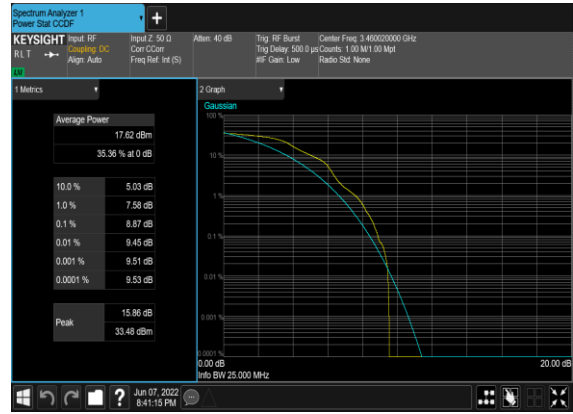 Spectrum Analyzer 1
Power Stat CCDF
KEYSIGHT
RLT
LW
Input: RF
Coupling: DC
Align: Auto
Input Z: 50 Ω
Corr CCorr
Freq Ref: Int (S)
Atten: 40 dB
Trig: RF Burst
Trig Delay: 500.0 µs
#IF Gain: Low
Center Freq: 3.460020000 GHz
Counts: 1.00 M/1.00 Mpt
Radio Std: None
1 Metrics
Average Power
17.62 dBm
35.36 % at 0 dB
10.0 % 5.03 dB
1.0 % 7.58 dB
0.1 % 8.87 dB
0.01 % 9.45 dB
0.001 % 9.51 dB
0.0001 % 9.53 dB
Peak
15.86 dB
33.48 dBm
2 Graph
Gaussian
100 %
10 %
1 %
0.1 %
0.01 %
0.001 %
0.0001 %
0.00 dB
20.00 dB
Info BW 25.000 MHz
?
Jun 07, 2022
8:41:15 PM